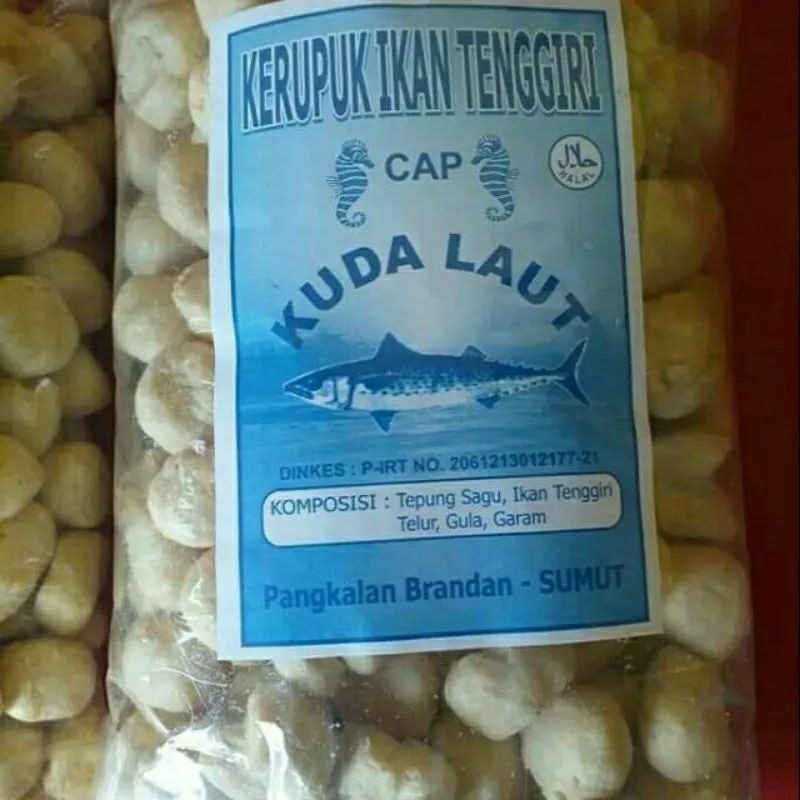 KERUPUK IKAN TENGGIRI
CAP
حلال
HALAL
KUDA LAUT
DINKES : P-IRT NO. 2061213012177-21
KOMPOSISI : Tepung Sagu, Ikan Tenggiri
Telur, Gula, Garam
Pangkalan Brandan - SUMUT